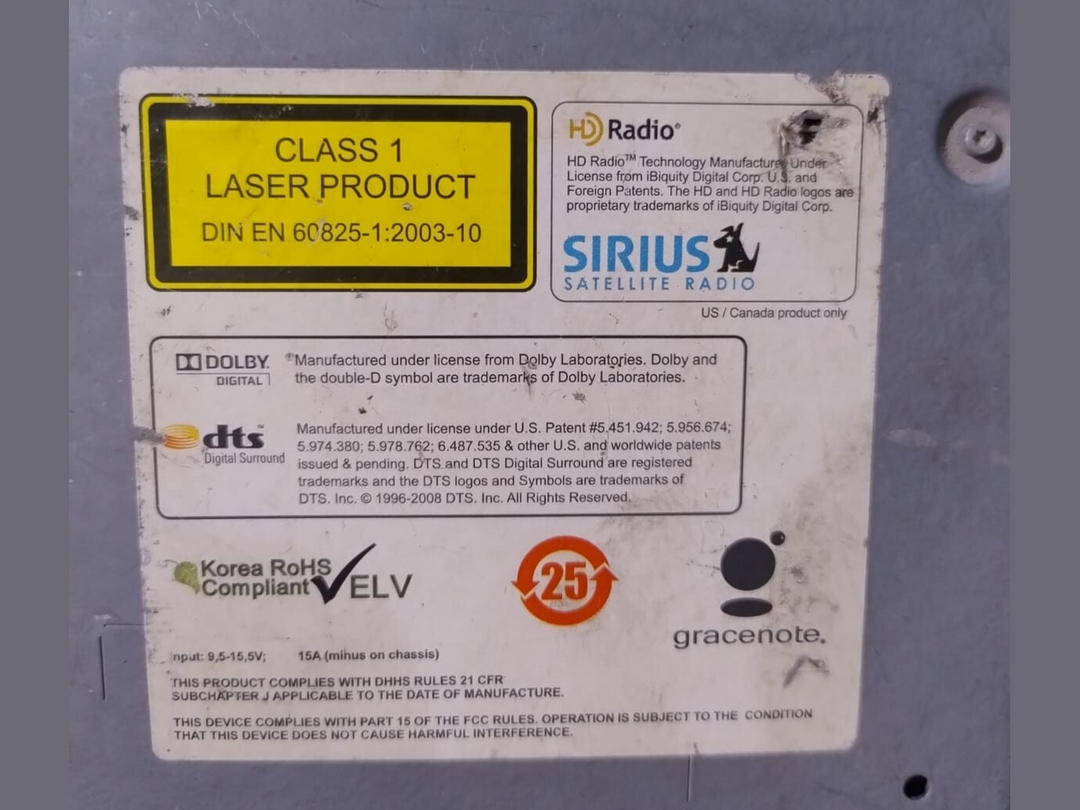 CLASS 1
LASER PRODUCT
DIN EN 60825-1:2003-10
HD Radio®
HD Radio™ Technology Manufactured Under
License from iBiquity Digital Corp. U.S. and
Foreign Patents. The HD and HD Radio logos are
proprietary trademarks of iBiquity Digital Corp.
SIRIUS
SATELLITE RADIO
US / Canada product only
DOLBY
DIGITAL
Manufactured under license from Dolby Laboratories. Dolby and
the double-D symbol are trademarks of Dolby Laboratories.
dts™
Digital Surround
Manufactured under license under U.S. Patent #5.451.942; 5.956.674;
5.974.380; 5.978.762; 6.487.535 & other U.S. and worldwide patents
issued & pending. DTS and DTS Digital Surround are registered
trademarks and the DTS logos and Symbols are trademarks of
DTS. Inc. © 1996-2008 DTS. Inc. All Rights Reserved.
Korea RoHS
Compliant ELV
25
gracenote.
Input: 9,5-15,5V; 15A (minus on chassis)
THIS PRODUCT COMPLIES WITH DHHS RULES 21 CFR
SUBCHAPTER J APPLICABLE TO THE DATE OF MANUFACTURE.
THIS DEVICE COMPLIES WITH PART 15 OF THE FCC RULES. OPERATION IS SUBJECT TO THE CONDITION
THAT THIS DEVICE DOES NOT CAUSE HARMFUL INTERFERENCE.